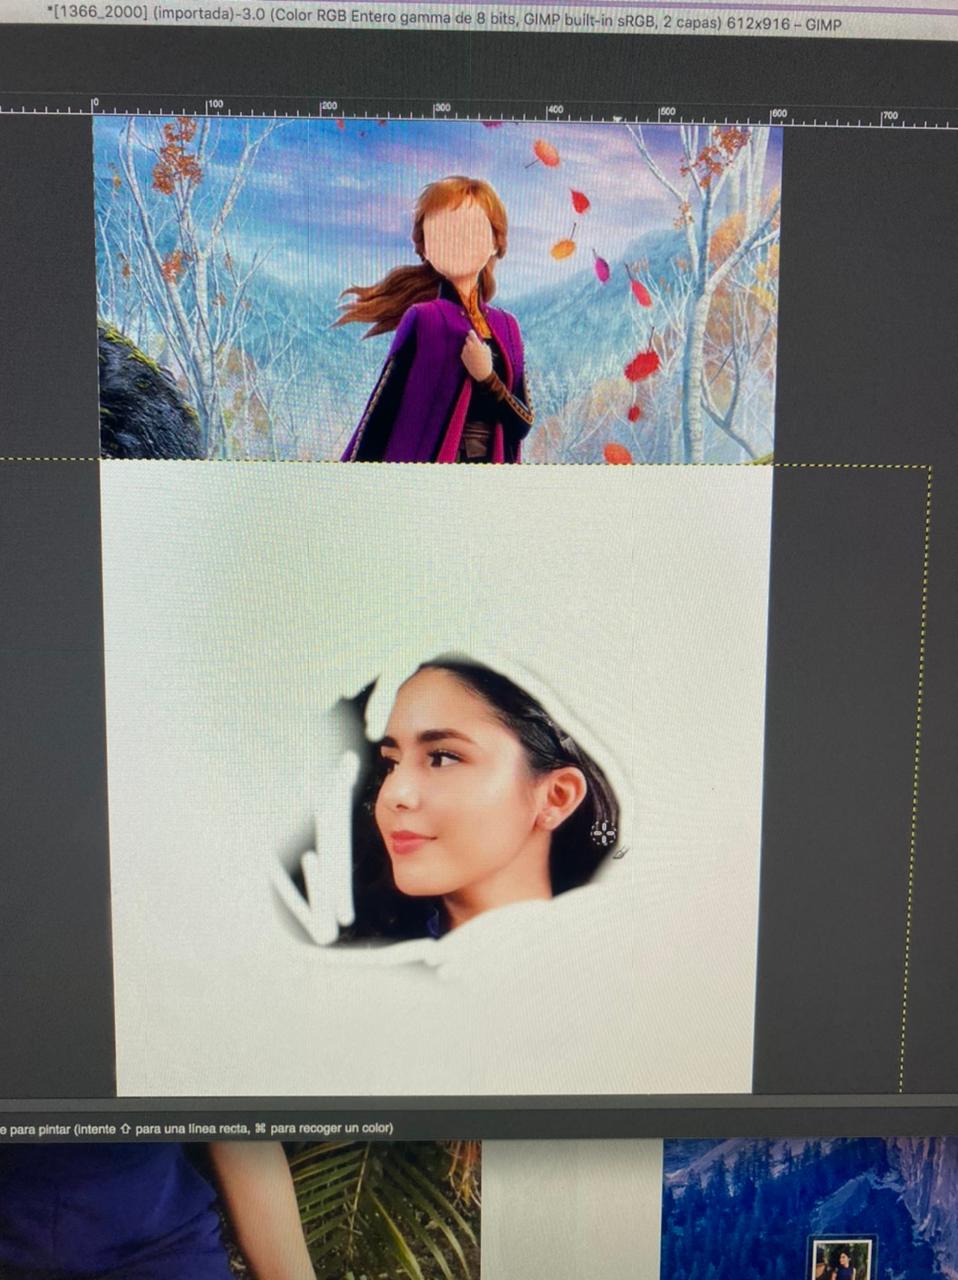 *[1366_2000] (importada)-3.0 (Color RGB Entero gamma de 8 bits, GIMP built-in sRGB, 2 capas) 612x916 – GIMP
0 100 200 300 400 500 600 700
e para pintar (intente ⇧ para una línea recta, ⌘ para recoger un color)